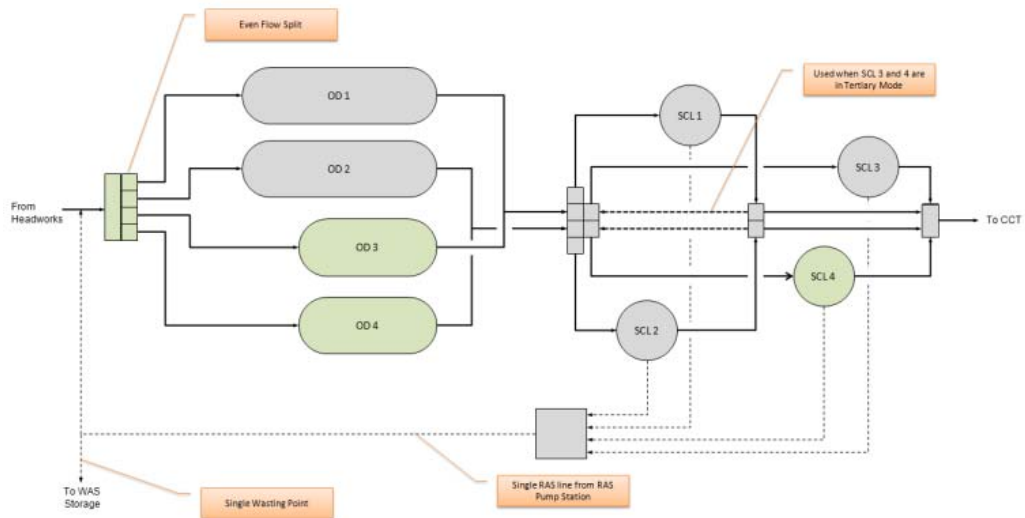 Even Flow Split
OD 1
Used when SCL 3 and 4 are
in Tertiary Mode
SCL 1
OD 2
SCL 3
From
Headworks
To CCT
OD 3
SCL 4
OD 4
SCL 2
To WAS
Storage
Single Wasting Point
Single RAS line from RAS
Pump Station